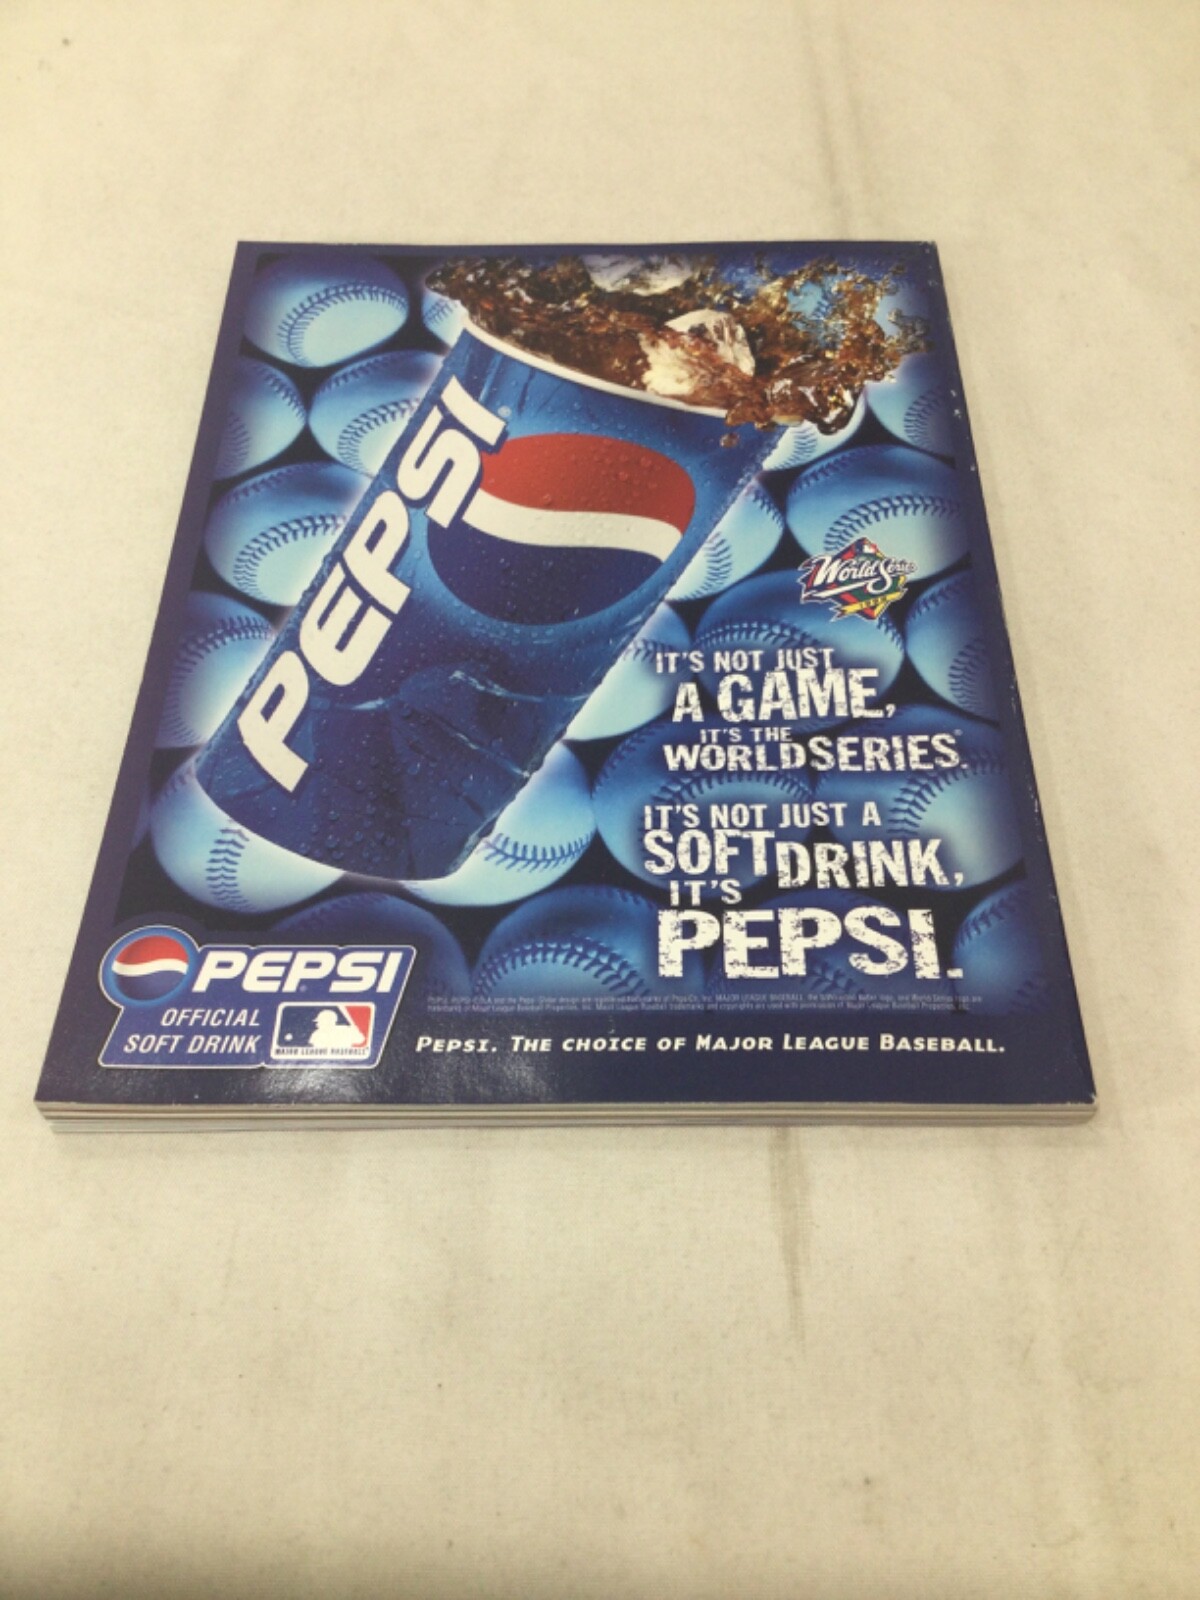 PEPSI
World Series
IT'S NOT JUST
A GAME,
IT'S THE
WORLD SERIES.®
IT'S NOT JUST A
SOFT DRINK,
IT'S
PEPSI.
PEPSI
OFFICIAL
SOFT DRINK
MAJOR LEAGUE BASEBALL
PEPSI. THE CHOICE OF MAJOR LEAGUE BASEBALL.